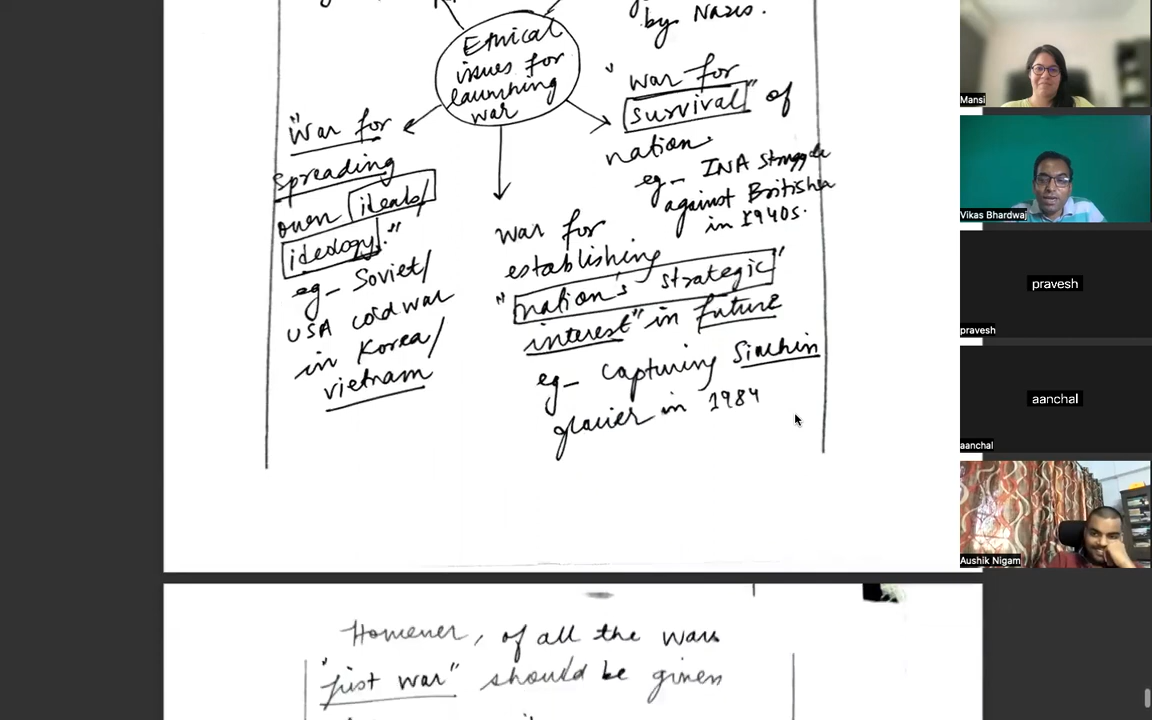 by Nazis.
Ethical
issues for
launching
war
"War for
spreading
own ideals/
ideology."
eg- Soviet/
USA cold war
in Korea/
vietnam
war for
establishing
"nation's strategic"
interest" in future
eg- capturing Siachin
glacier in 1984
"war for
survival" of
nation.
eg- INA struggle
against Britishers
in 1940s.
However, of all the wars
"just war" should be given
Mansi
Vikas Bhardwaj
pravesh
pravesh
aanchal
aanchal
Aushik Nigam